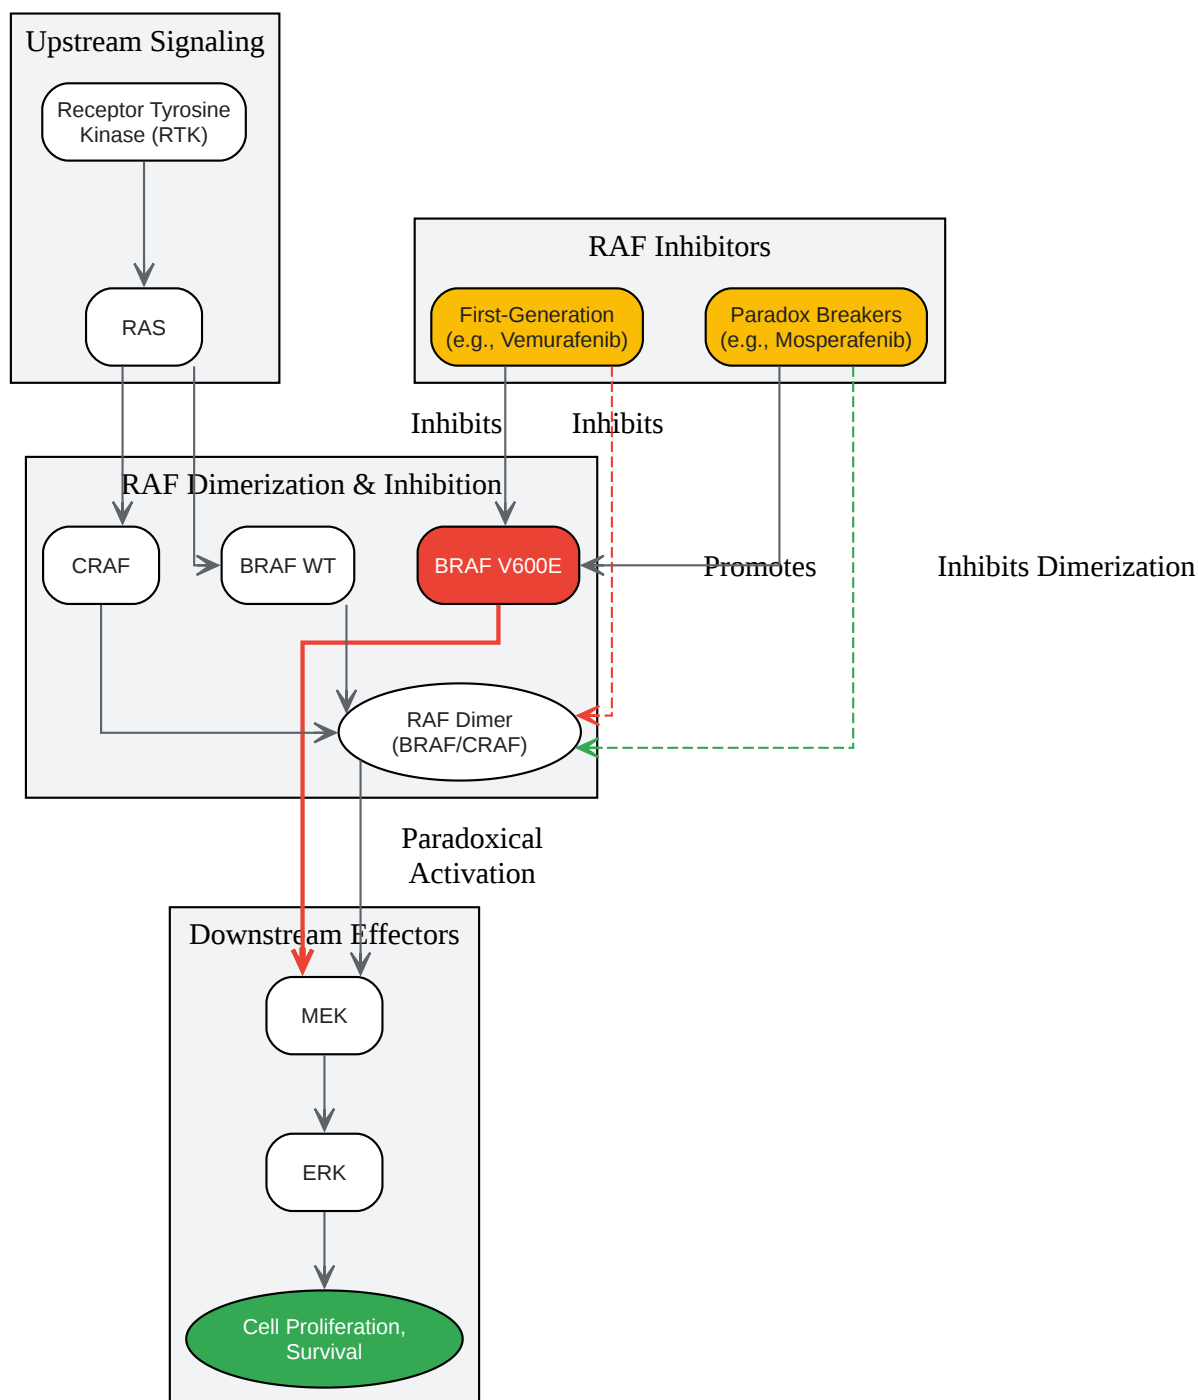 Upstream Signaling
Receptor Tyrosine
Kinase (RTK)
RAS
RAF Inhibitors
First-Generation
(e.g., Vemurafenib)
Paradox Breakers
(e.g., Mosperafenib)
Inhibits
Inhibits
RAF Dimerization & Inhibition
CRAF
BRAF WT
BRAF V600E
Promotes
Inhibits Dimerization
RAF Dimer
(BRAF/CRAF)
Paradoxical
Activation
Downstream Effectors
MEK
ERK
Cell Proliferation,
Survival